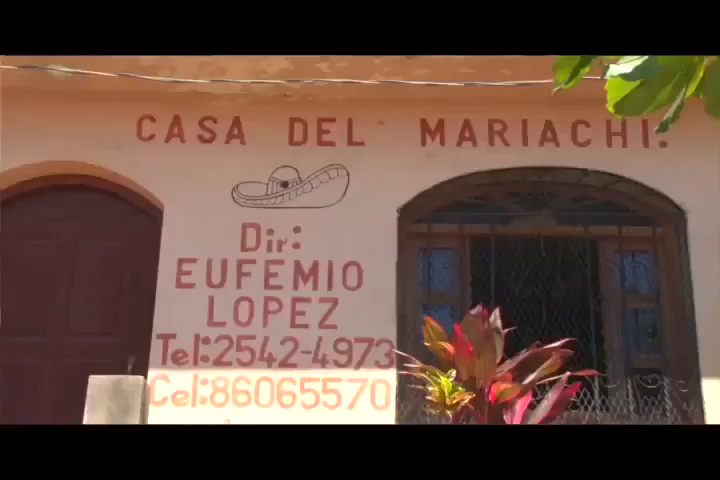 CASA DEL MARIACHI.
Dir:
EUFEMIO
LOPEZ
Tel:2542-4973
Cel:86065570